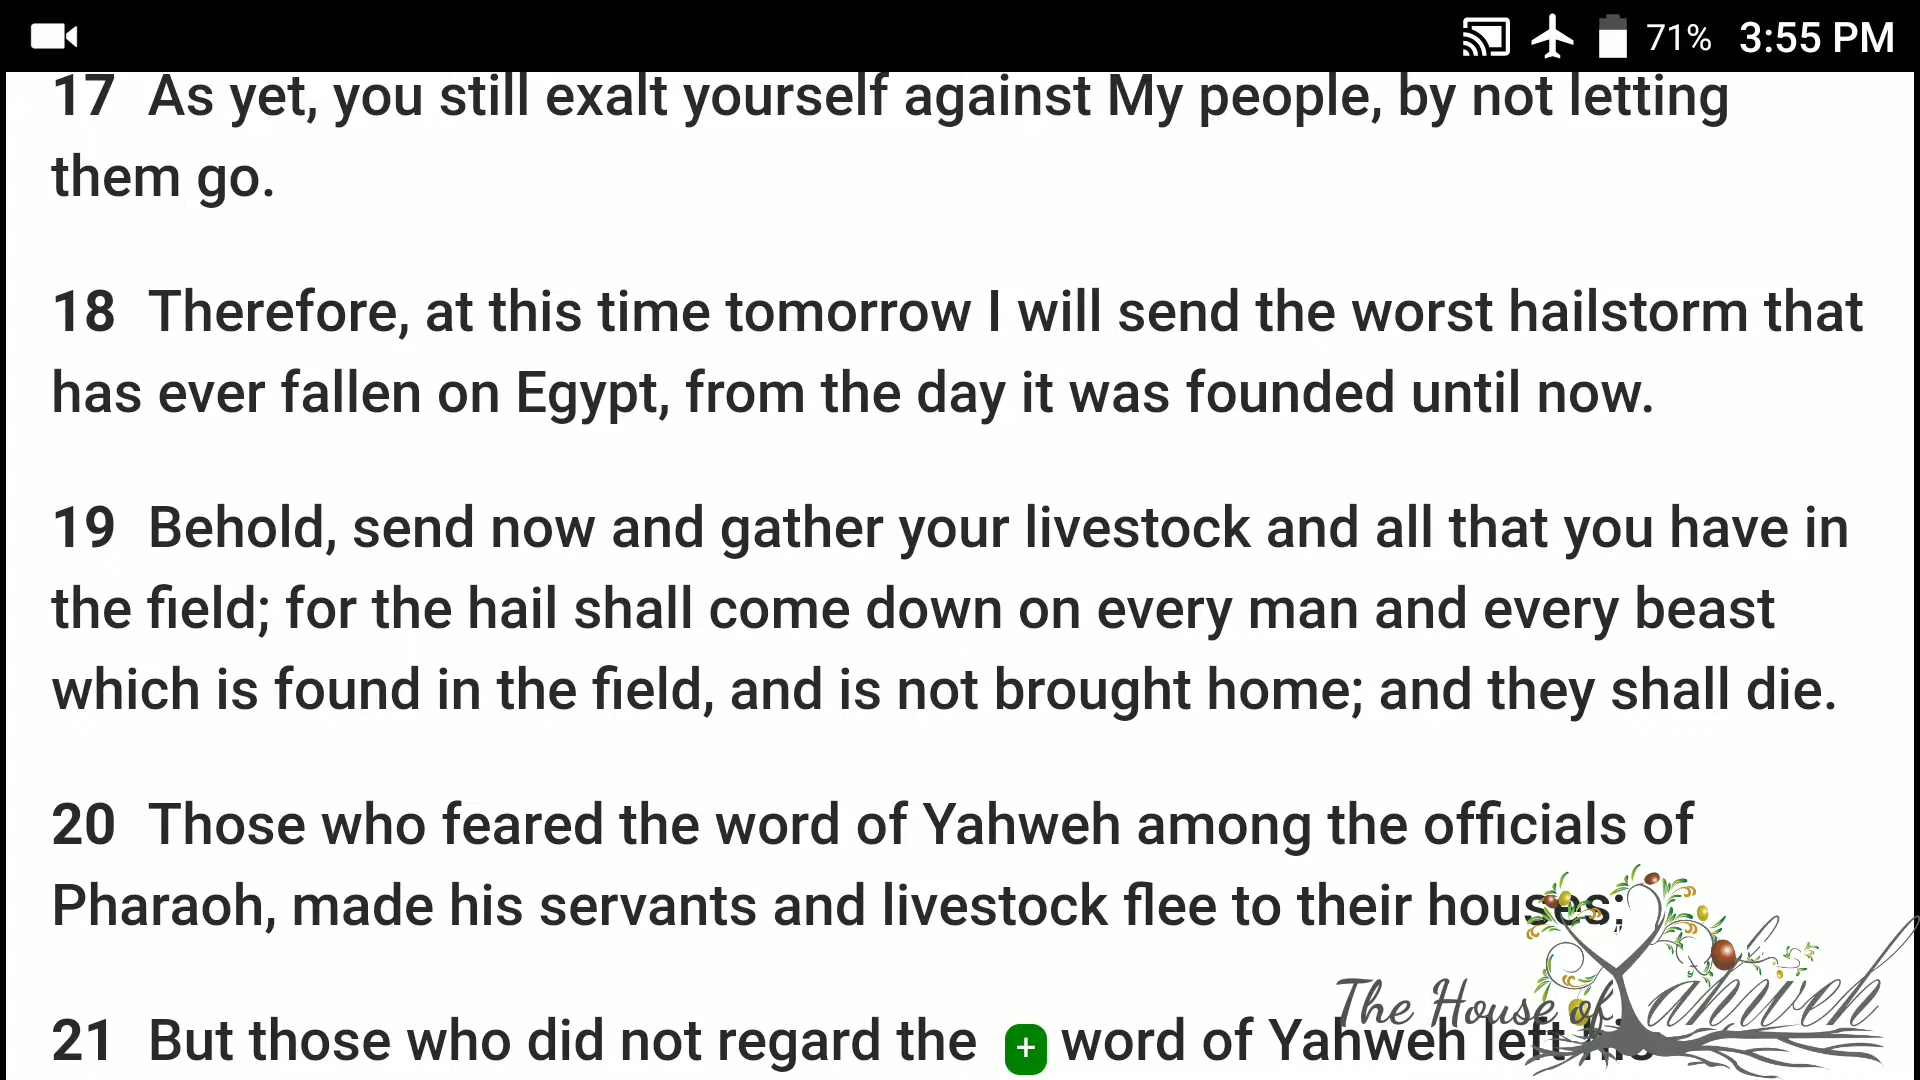 71% 3:55 PM
17 As yet, you still exalt yourself against My people, by not letting
them go.
18 Therefore, at this time tomorrow I will send the worst hailstorm that
has ever fallen on Egypt, from the day it was founded until now.
19 Behold, send now and gather your livestock and all that you have in
the field; for the hail shall come down on every man and every beast
which is found in the field, and is not brought home; and they shall die.
20 Those who feared the word of Yahweh among the officials of
Pharaoh, made his servants and livestock flee to their houses;
The House of Yahweh
21 But those who did not regard the + word of Yahweh left his